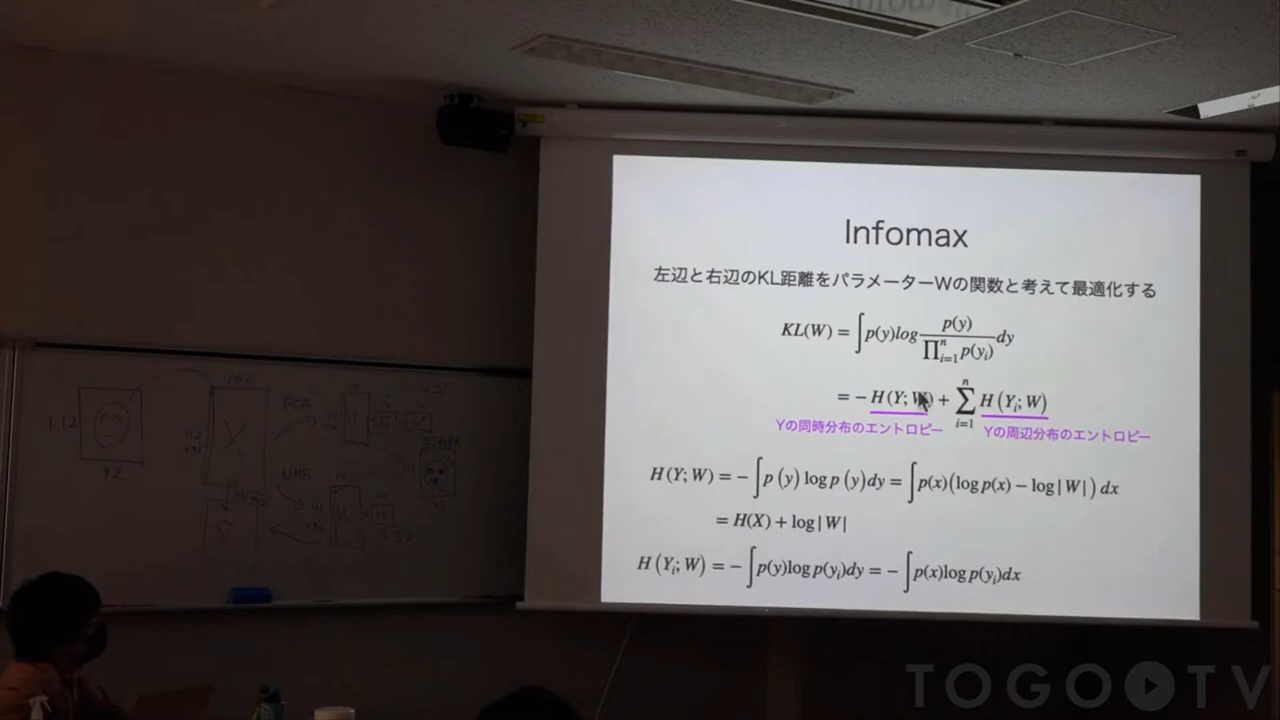 Infomax
左辺と右辺のKL距離をパラメーターWの関数と考えて最適化する
KL(W) = ∫p(y)log p(y)/∏ⁿᵢ₌₁ p(yᵢ) dy
= − H(Y; W) + ∑ⁿᵢ₌₁ H(Yᵢ; W)
Yの同時分布のエントロピー Yの周辺分布のエントロピー
H(Y; W) = − ∫p(y) log p(y)dy = ∫p(x)(log p(x) − log|W|) dx
= H(X) + log|W|
H(Yᵢ; W) = − ∫p(y)log p(yᵢ)dy = − ∫p(x)log p(yᵢ)dx
112
92
PCA
NMF
X
TOGO TV